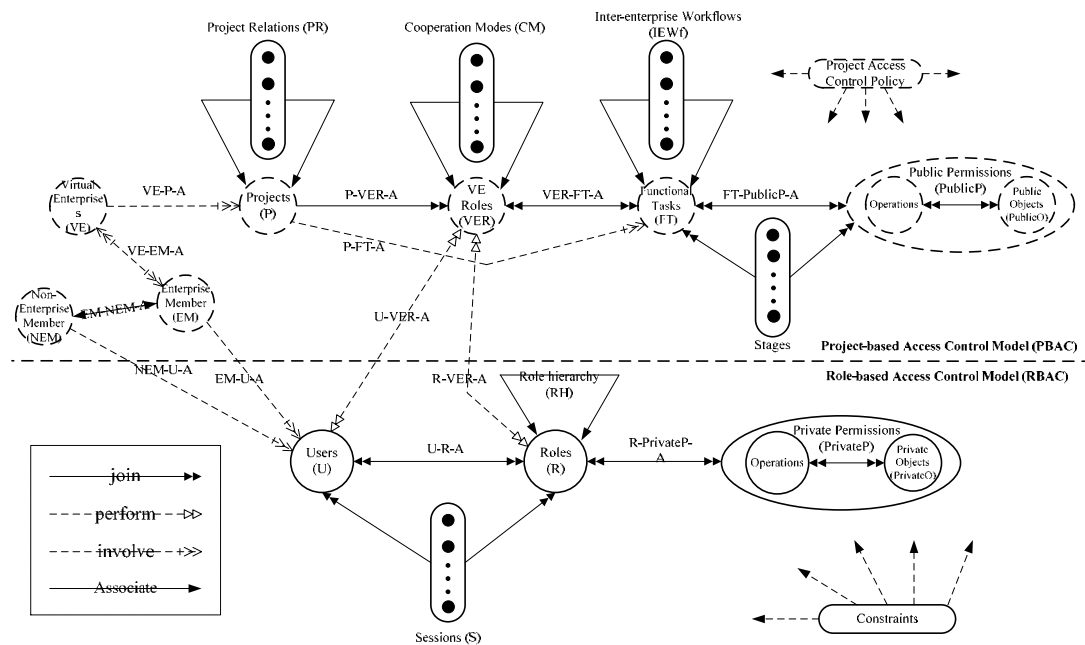 Project Relations (PR)
Cooperation Modes (CM)
Inter-enterprise Workflows
(IEWf)
Project Access
Control Policy
Virtual
Enterprise
s
(VE)
VE-P-A
Projects
(P)
P-VER-A
VE
Roles
(VER)
VER-FT-A
Functional
Tasks
(FT)
FT-PublicP-A
Public Permissions
(PublicP)
Operations
Public
Objects
(PublicO)
P-FT-A
VE-EM-A
Non-
Enterprise
Member
(NEM)
EM-NEM-A
Enterprise
Member
(EM)
U-VER-A
Stages
Project-based Access Control Model (PBAC)
Role-based Access Control Model (RBAC)
NEM-U-A
EM-U-A
R-VER-A
Role hierarchy
(RH)
Users
(U)
U-R-A
Roles
(R)
R-PrivateP-
A
Private Permissions
(PrivateP)
Operations
Private
Objects
(PrivateO)
join
perform
involve
Associate
Sessions (S)
Constraints